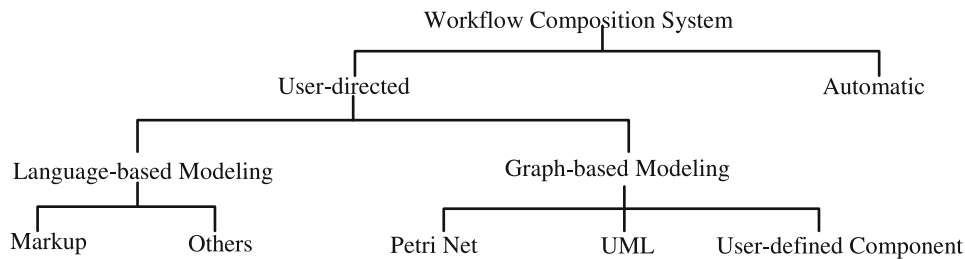 Workflow Composition System
User-directed
Automatic
Language-based Modeling
Graph-based Modeling
Markup
Others
Petri Net
UML
User-defined Component